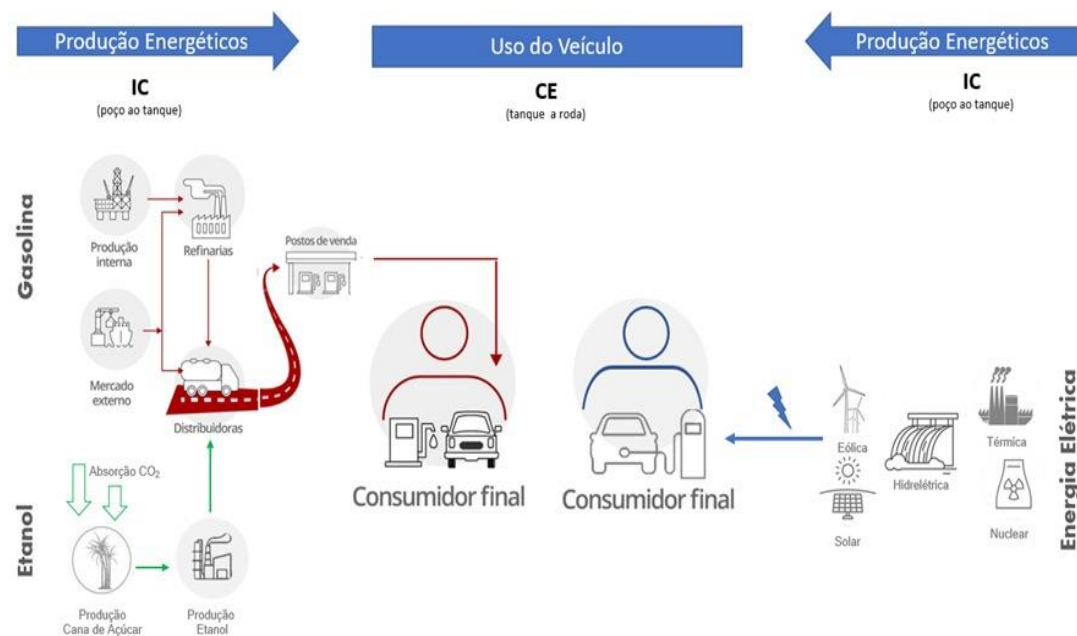 Produção Energéticos
Uso do Veículo
Produção Energéticos
IC
(poço ao tanque)
CE
(tanque a roda)
IC
(poço ao tanque)
Gasolina
Produção
interna
Refinarias
Postos de venda
Mercado
externo
Distribuidoras
Consumidor final
Consumidor final
Etanol
Absorção CO₂
Produção
Cana de Açúcar
Produção
Etanol
Eólica
Solar
Hidrelétrica
Térmica
Nuclear
Energia Elétrica